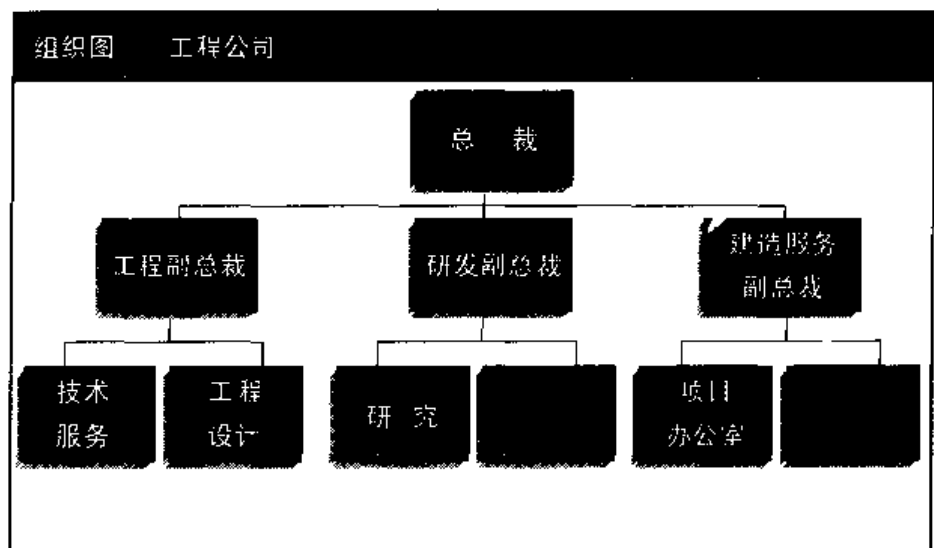 组织图 工程公司
总 裁
工程副总裁
研发副总裁
建造服务
副总裁
技术
服务
工程
设计
研 究
项目
办公室